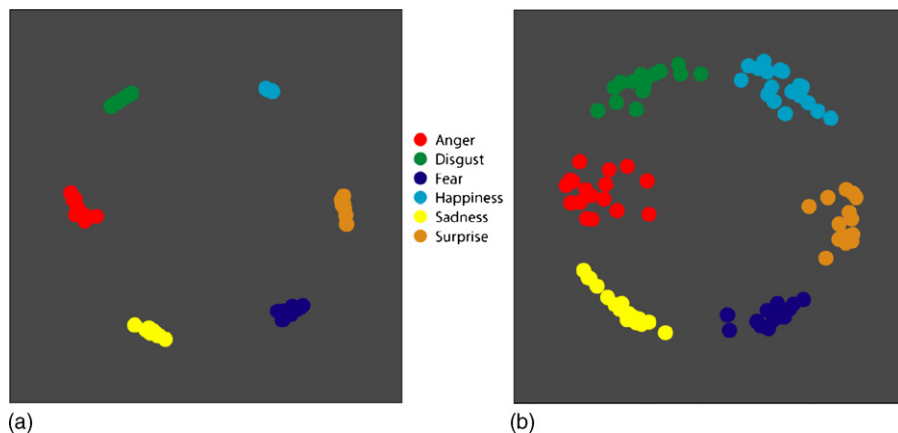 Anger
Disgust
Fear
Happiness
Sadness
Surprise
(a)
(b)